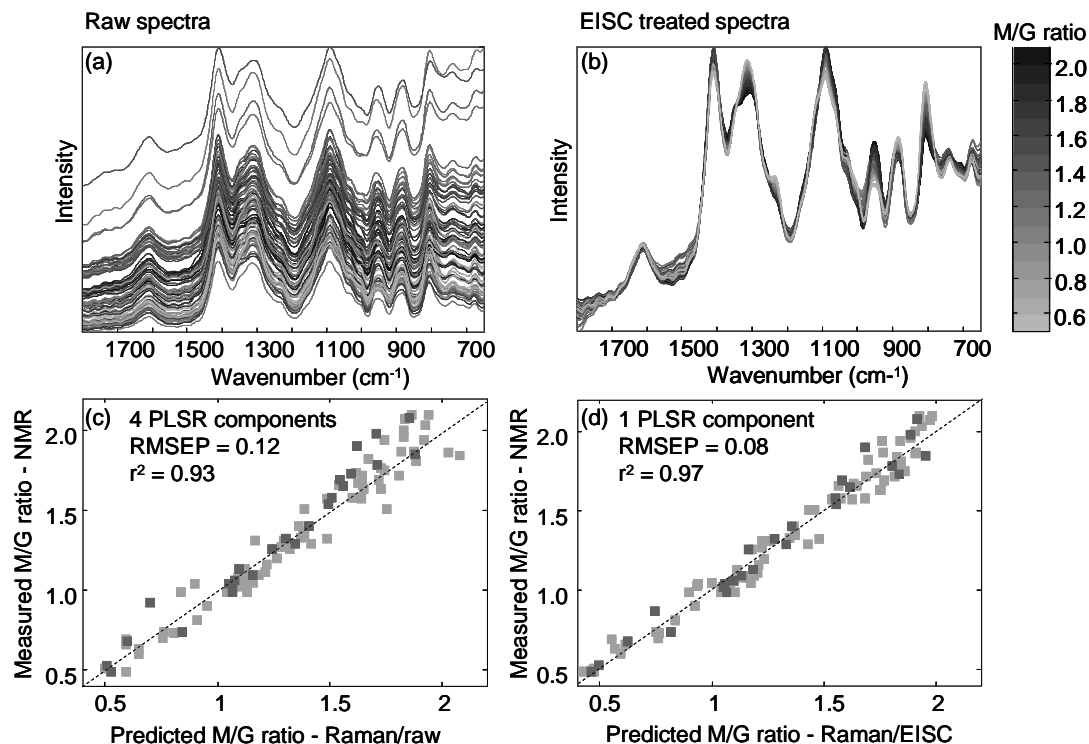 Raw spectra
EISC treated spectra
M/G ratio
(a)
(b)
2.0
1.8
1.6
1.4
1.2
1.0
0.8
0.6
Intensity
Intensity
1700 1500 1300 1100 900 700
1700 1500 1300 1100 900 700
Wavenumber (cm⁻¹)
Wavenumber (cm-¹)
(c) 4 PLSR components
RMSEP = 0.12
r² = 0.93
(d) 1 PLSR component
RMSEP = 0.08
r² = 0.97
Measured M/G ratio - NMR
2.0
1.5
1.0
0.5
Measured M/G ratio - NMR
2.0
1.5
1.0
0.5
0.5 1 1.5 2
0.5 1 1.5 2
Predicted M/G ratio - Raman/raw
Predicted M/G ratio - Raman/EISC